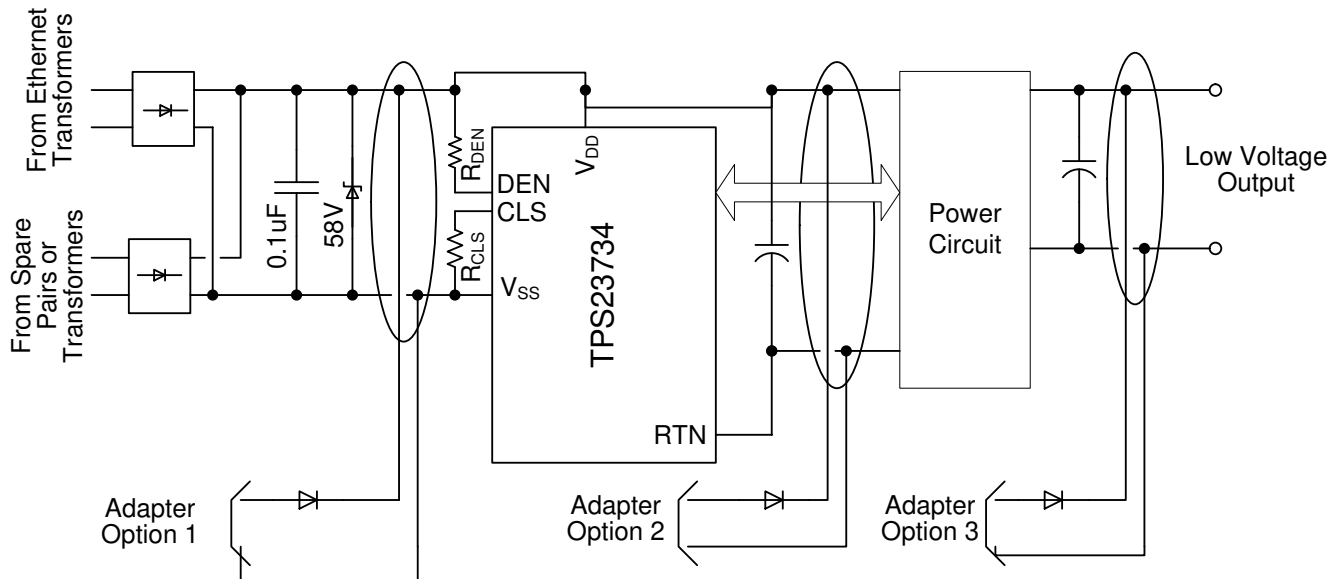 From Ethernet
Transformers
From Spare
Pairs or
Transformers
0.1uF
58V
RDEN
RCLS
DEN
CLS
VSS
VDD
TPS23734
RTN
Power
Circuit
Low Voltage
Output
Adapter
Option 1
Adapter
Option 2
Adapter
Option 3